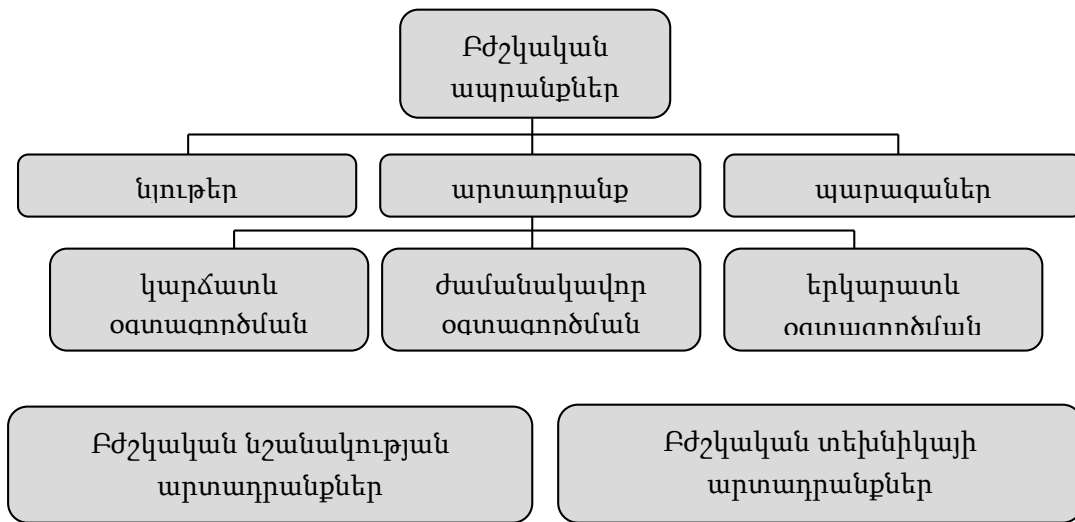 Բժշկական
ապրանքներ
նյութեր
արտադրանք
պարագաներ
կարճատև
օգտագործման
ժամանակավոր
օգտագործման
երկարատև
օգտագործման
Բժշկական նշանակության
արտադրանքներ
Բժշկական տեխնիկայի
արտադրանքներ